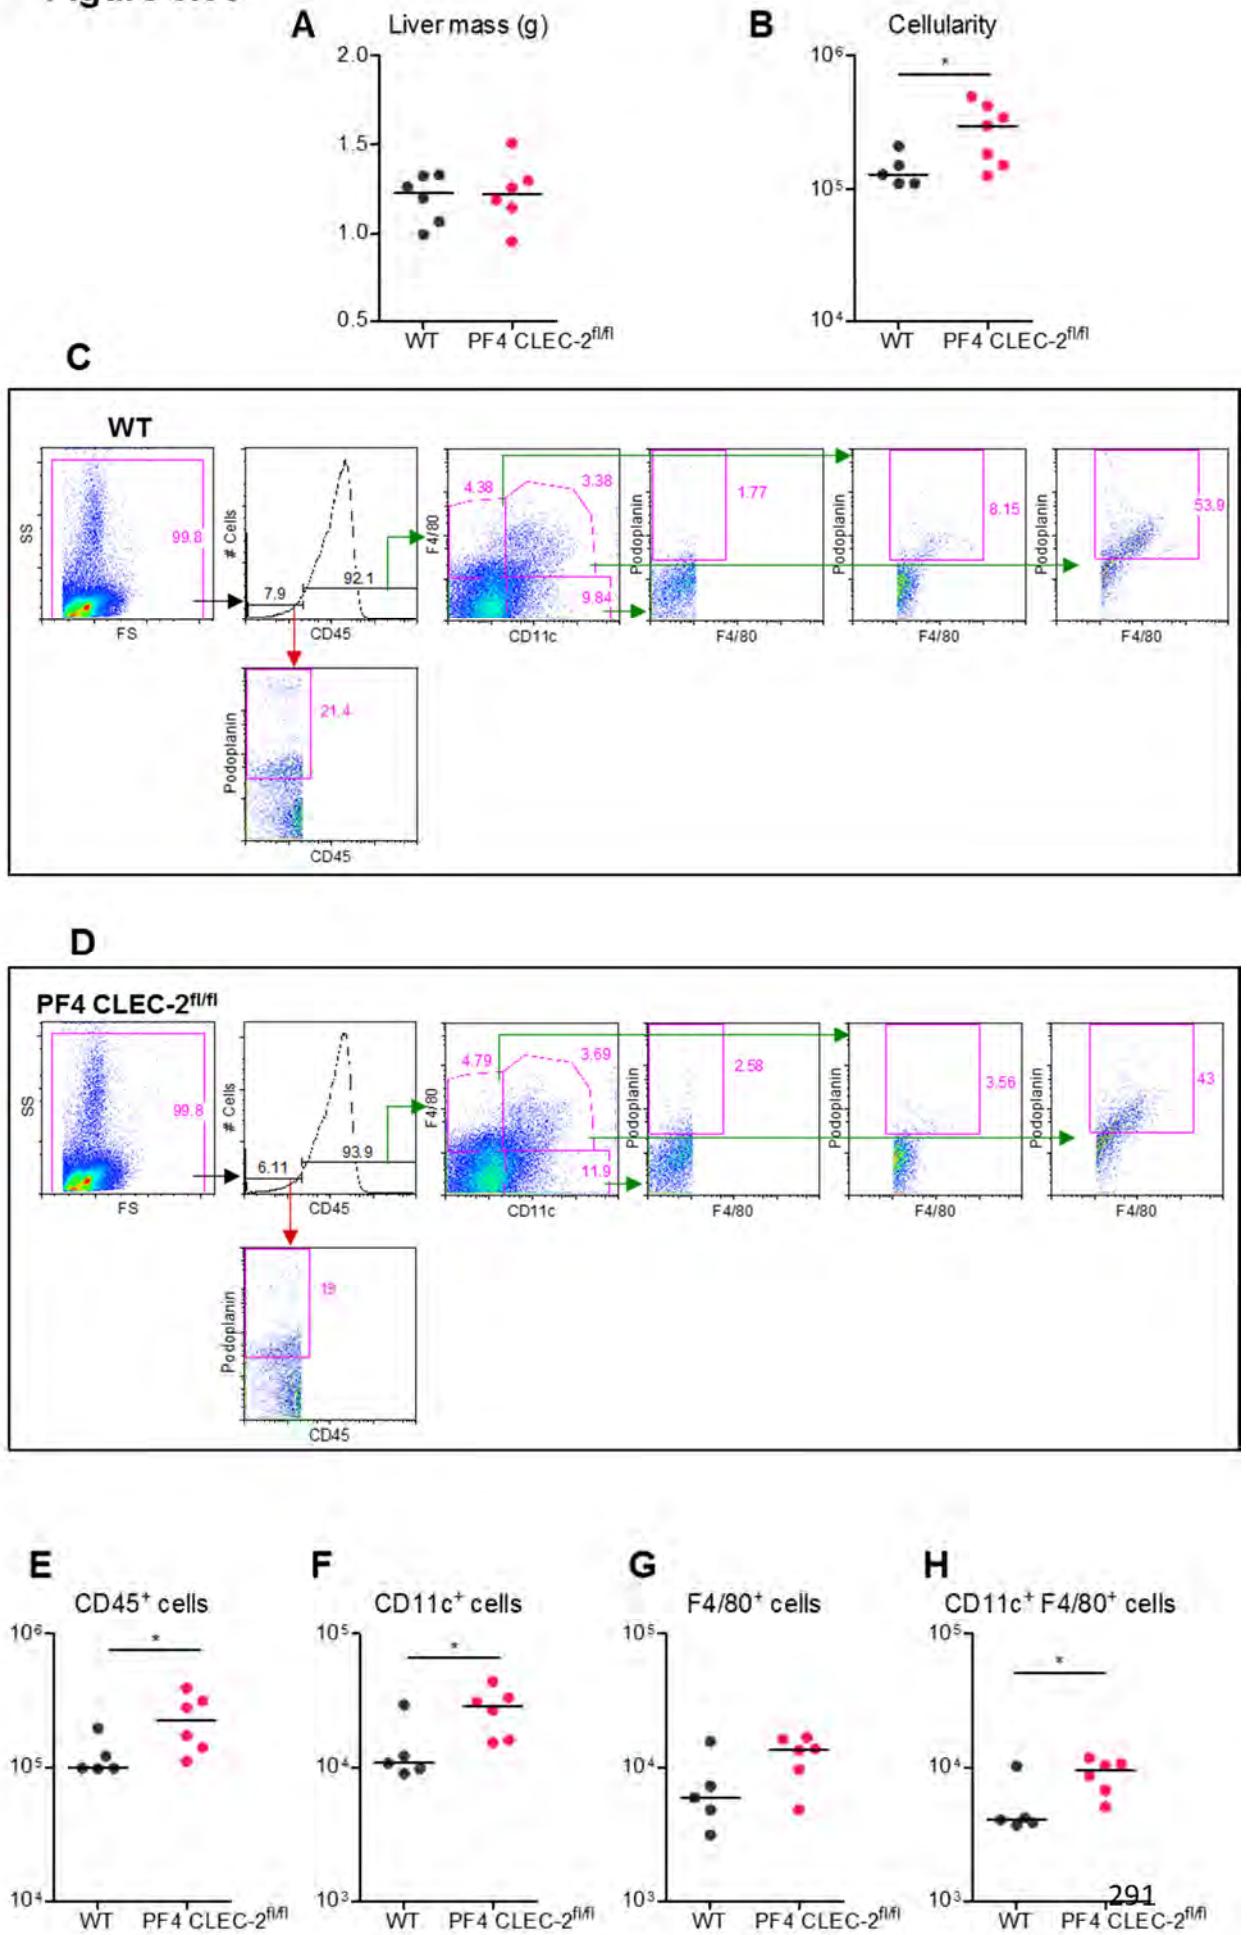 A Liver mass (g)
2.0
1.5
1.0
0.5
WT PF4 CLEC-2fl/fl
B Cellularity
10⁶
*
10⁵
10⁴
WT PF4 CLEC-2fl/fl
C
WT
SS
99.8
FS
# Cells
7.9
92.1
CD45
F4/80
4.38
3.38
9.84
CD11c
Podoplanin
1.77
F4/80
Podoplanin
8.15
F4/80
Podoplanin
53.9
F4/80
Podoplanin
21.4
CD45
D
PF4 CLEC-2fl/fl
SS
99.8
FS
# Cells
6.11
93.9
CD45
F4/80
4.79
3.69
11.9
CD11c
Podoplanin
2.58
F4/80
Podoplanin
3.56
F4/80
Podoplanin
43
F4/80
Podoplanin
19
CD45
E
CD45⁺ cells
10⁶
*
10⁵
10⁴
WT PF4 CLEC-2fl/fl
F
CD11c⁺ cells
10⁵
*
10⁴
10³
WT PF4 CLEC-2fl/fl
G
F4/80⁺ cells
10⁵
10⁴
10³
WT PF4 CLEC-2fl/fl
H
CD11c⁺ F4/80⁺ cells
10⁵
*
10⁴
10³
WT PF4 CLEC-2fl/fl
291